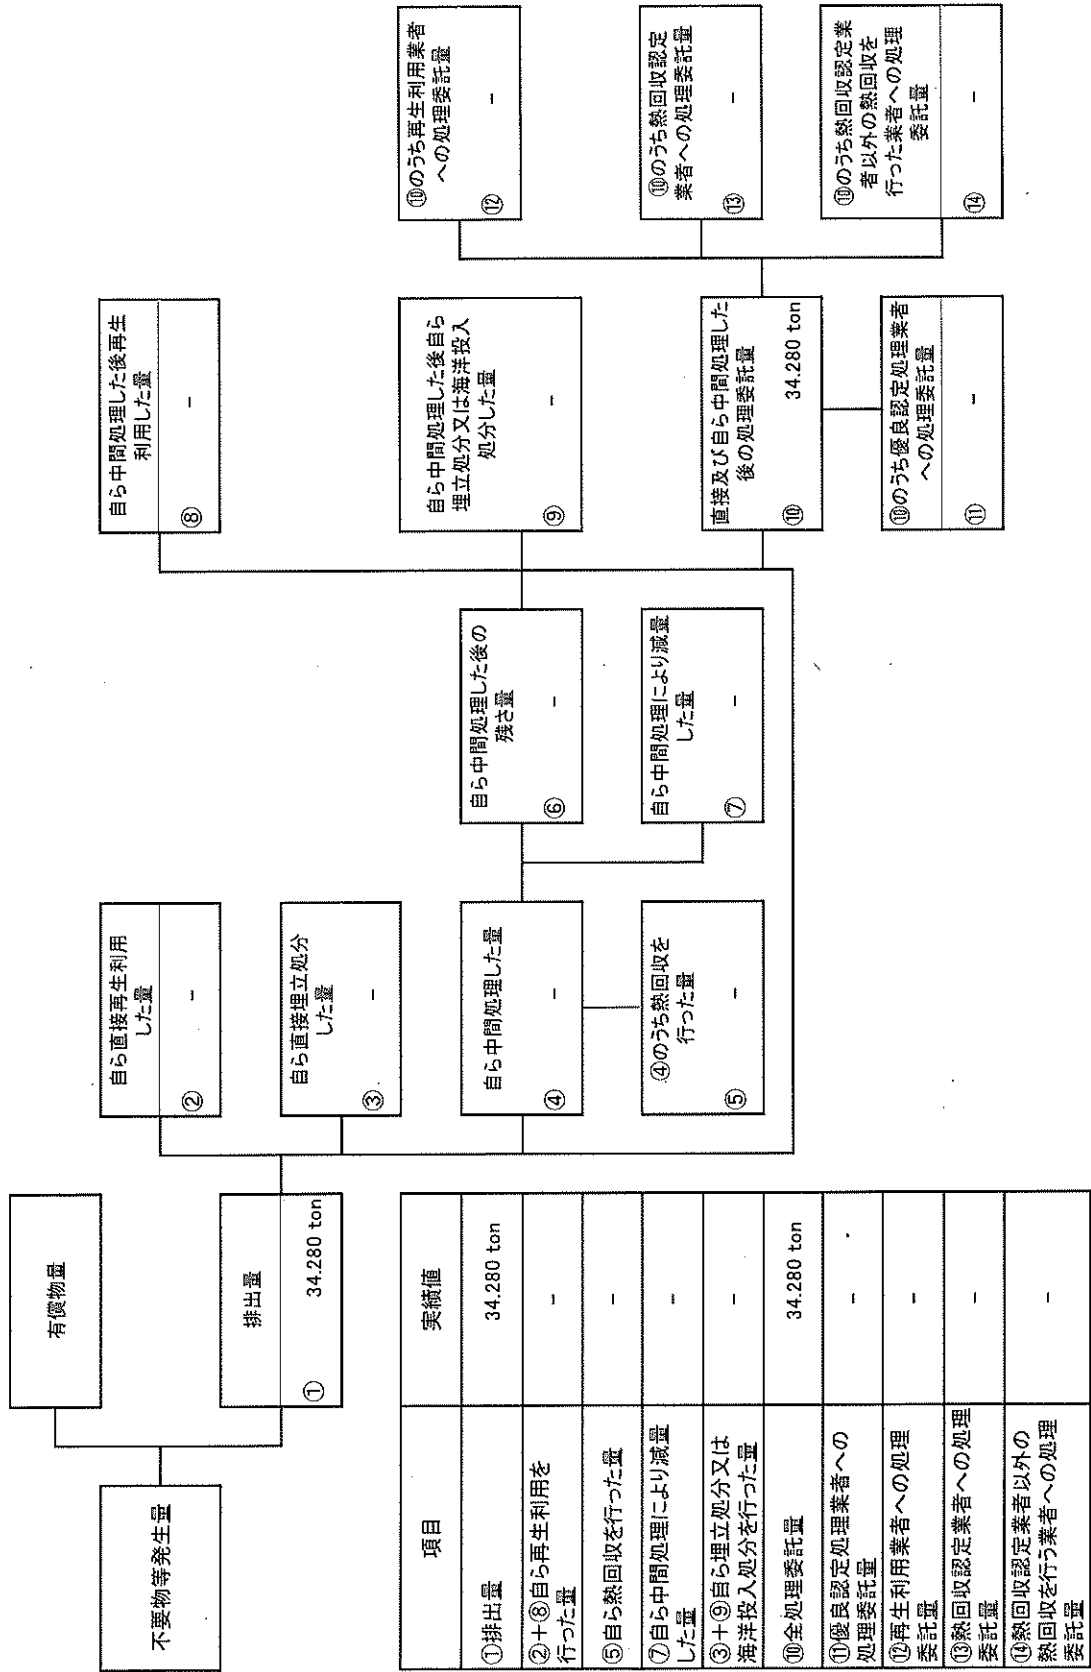 不要物等発生量
有償物量
排出量
① 34.280 ton
自ら直接再生利用
した量
② －
自ら直接埋立処分
した量
③ －
自ら中間処理した量
④ －
④のうち熱回収を
行った量
⑤ －
自ら中間処理した後の
残さ量
⑥ －
自ら中間処理により減量
した量
⑦ －
自ら中間処理した後再生
利用した量
⑧ －
自ら中間処理した後自ら
埋立処分又は海洋投入
処分した量
⑨ －
直接及び自ら中間処理した
後の処理委託量
⑩ 34.280 ton
⑩のうち優良認定処理業者
への処理委託量
⑪ －
⑩のうち再生利用業者
への処理委託量
⑫ －
⑩のうち熱回収認定
業者への処理委託量
⑬ －
⑩のうち熱回収認定業
者以外の熱回収を
行った業者への処理
委託量
⑭ －
項目 実績値
①排出量 34.280 ton
②＋⑧自ら再生利用を
行った量 －
⑤自ら熱回収を行った量 －
⑦自ら中間処理により減量
した量 －
③＋⑨自ら埋立処分又は
海洋投入処分を行った量 －
⑩全処理委託量 34.280 ton
⑪優良認定処理業者への
処理委託量 －
⑫再生利用業者への処理
委託量 －
⑬熱回収認定業者への処理
委託量 －
⑭熱回収認定業者以外の
熱回収を行う業者への処理
委託量 －